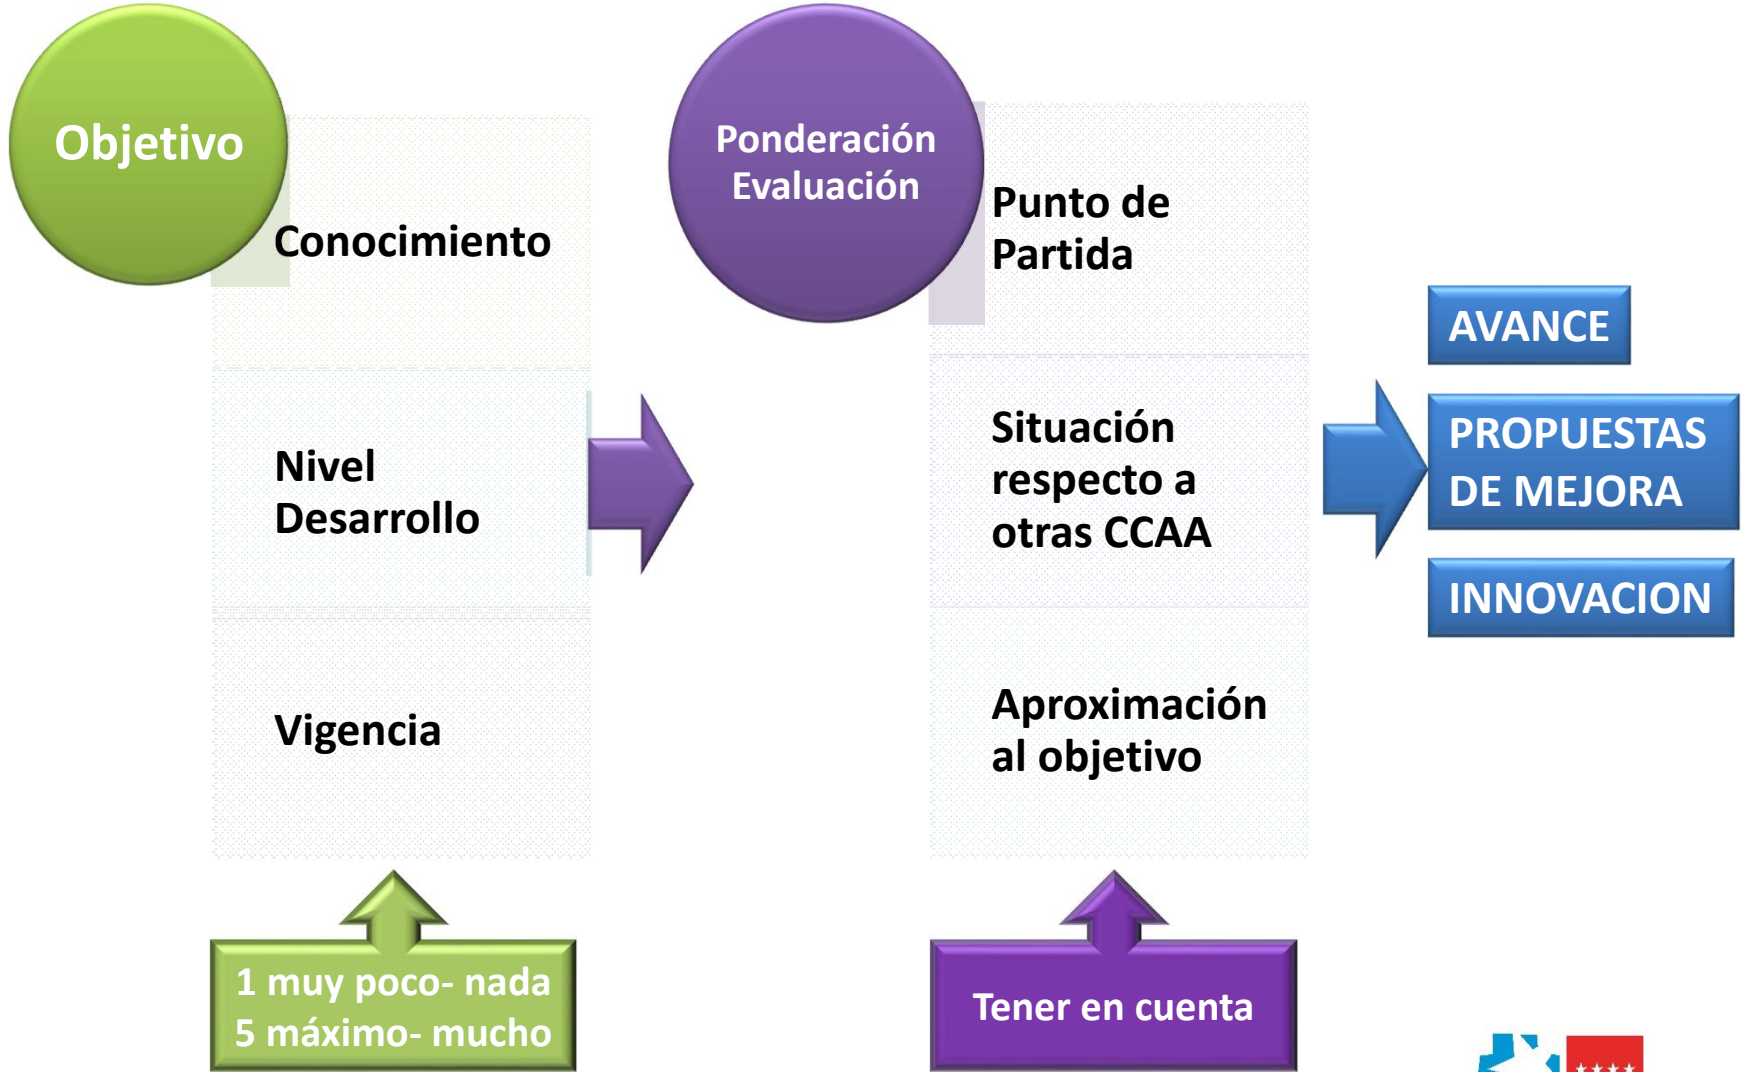 Objetivo
Conocimiento
Nivel
Desarrollo
Vigencia
1 muy poco- nada
5 máximo- mucho
Ponderación
Evaluación
Punto de
Partida
Situación
respecto a
otras CCAA
Aproximación
al objetivo
Tener en cuenta
AVANCE
PROPUESTAS
DE MEJORA
INNOVACION